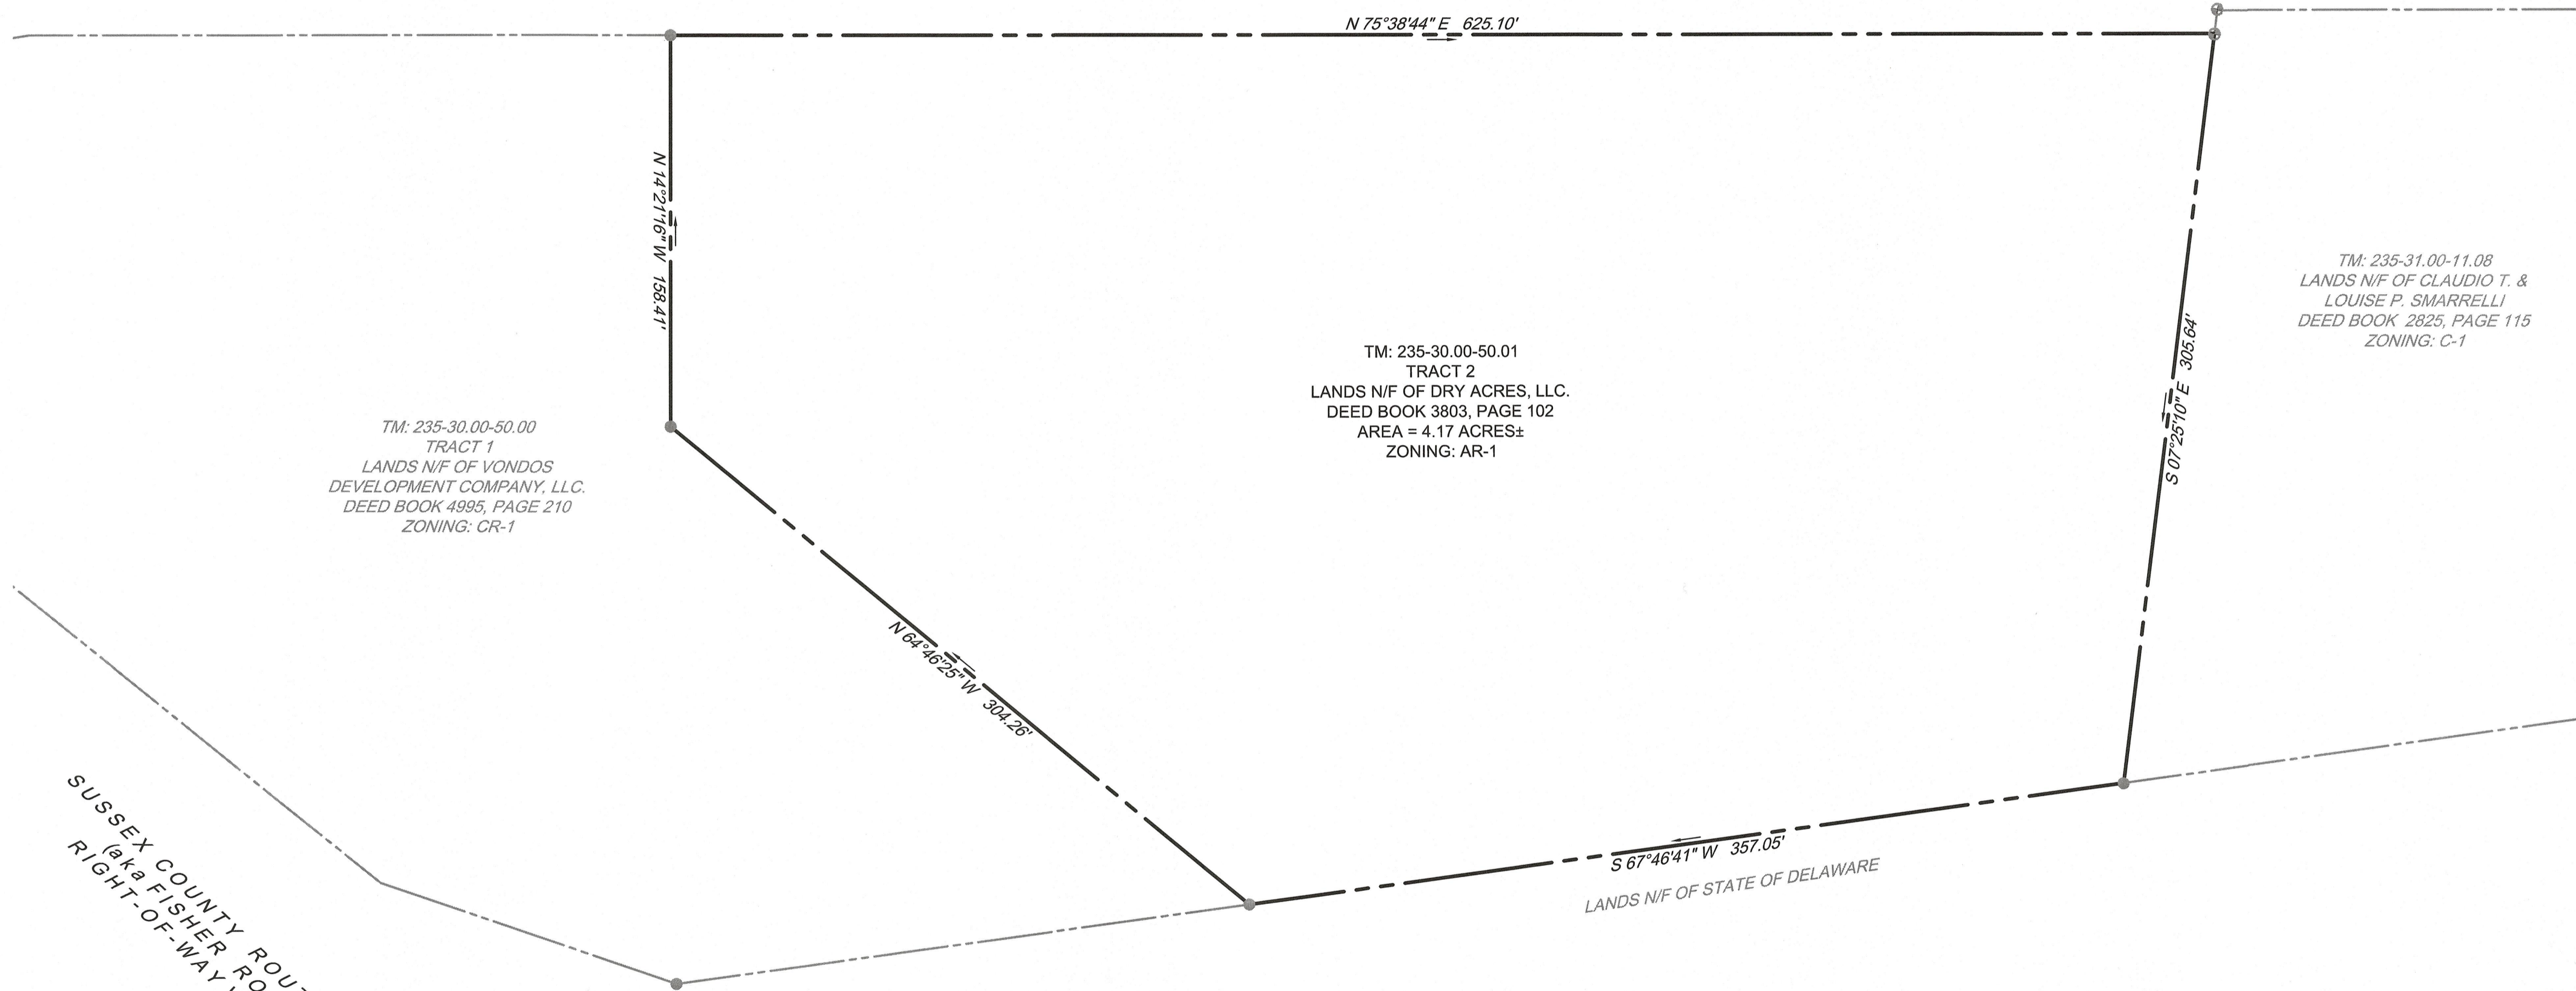 N 75°38'44" E 625.10'
N 14°21'16" W 158.41'
S 07°25'10" E 305.64'
TM: 235-31.00-11.08
LANDS N/F OF CLAUDIO T. &
LOUISE P. SMARRELLI
DEED BOOK 2825, PAGE 115
ZONING: C-1
TM: 235-30.00-50.01
TRACT 2
LANDS N/F OF DRY ACRES, LLC.
DEED BOOK 3803, PAGE 102
AREA = 4.17 ACRES±
ZONING: AR-1
TM: 235-30.00-50.00
TRACT 1
LANDS N/F OF VONDOS
DEVELOPMENT COMPANY, LLC.
DEED BOOK 4995, PAGE 210
ZONING: CR-1
N 64°46'25" W 304.26'
S 67°46'41" W 357.05'
LANDS N/F OF STATE OF DELAWARE
SUSSEX COUNTY ROUT
(aka FISHER RO
RIGHT-OF-WAY